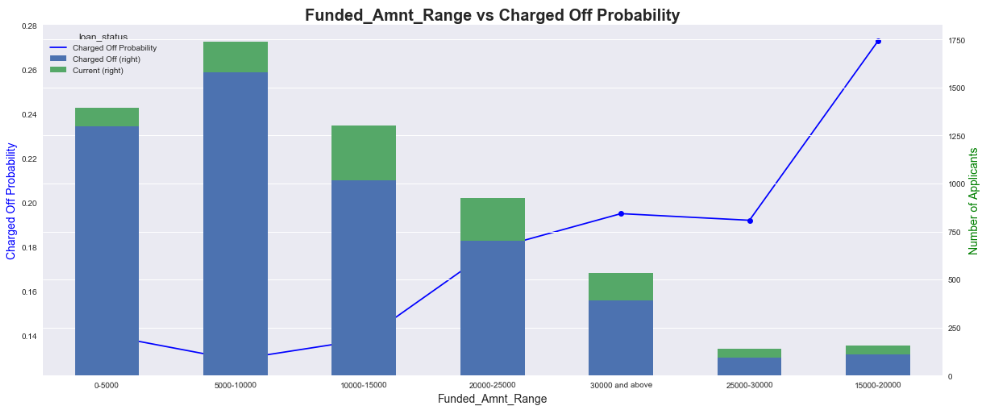 Funded_Amnt_Range vs Charged Off Probability
loan_status
Charged Off Probability
Charged Off (right)
Current (right)
0.28
0.26
0.24
0.22
0.20
0.18
0.16
0.14
Charged Off Probability
1750
1500
1250
1000
750
500
250
0
Number of Applicants
0-5000 5000-10000 10000-15000 20000-25000 30000 and above 25000-30000 15000-20000
Funded_Amnt_Range